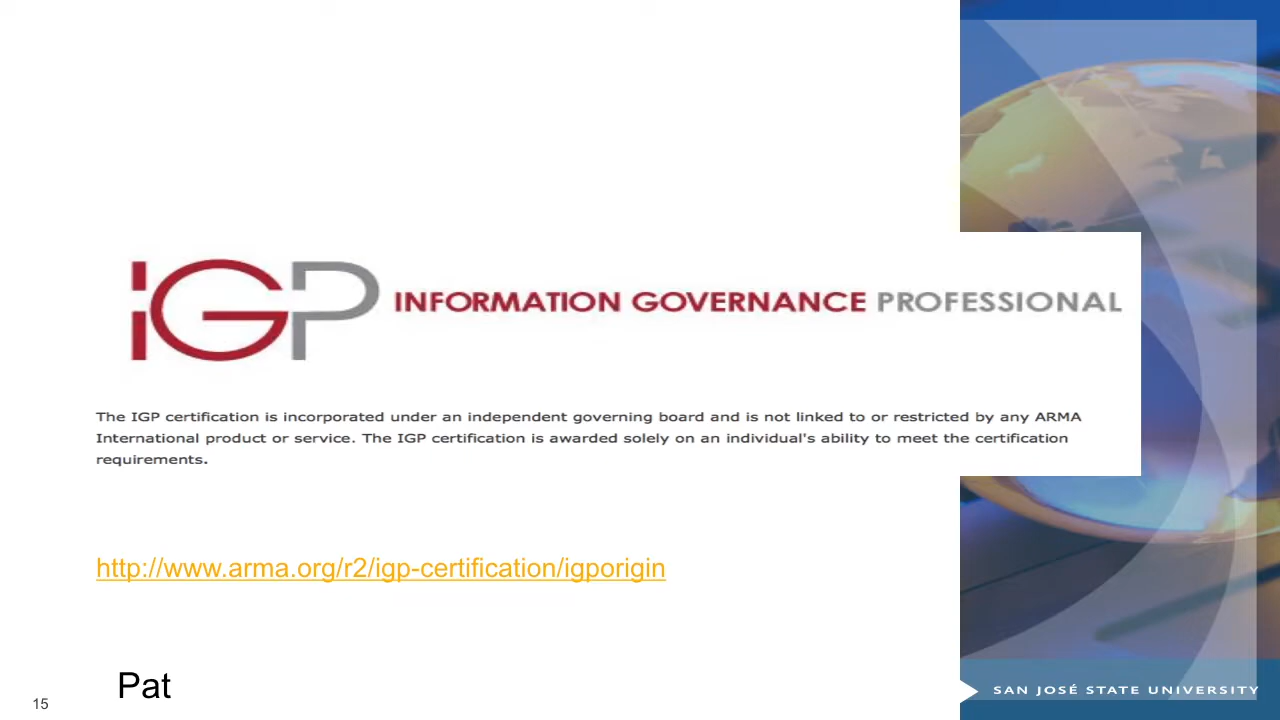 IGP INFORMATION GOVERNANCE PROFESSIONAL
The IGP certification is incorporated under an independent governing board and is not linked to or restricted by any ARMA
International product or service. The IGP certification is awarded solely on an individual's ability to meet the certification
requirements.
http://www.arma.org/r2/igp-certification/igporigin
Pat
15
SAN JOSÉ STATE UNIVERSITY